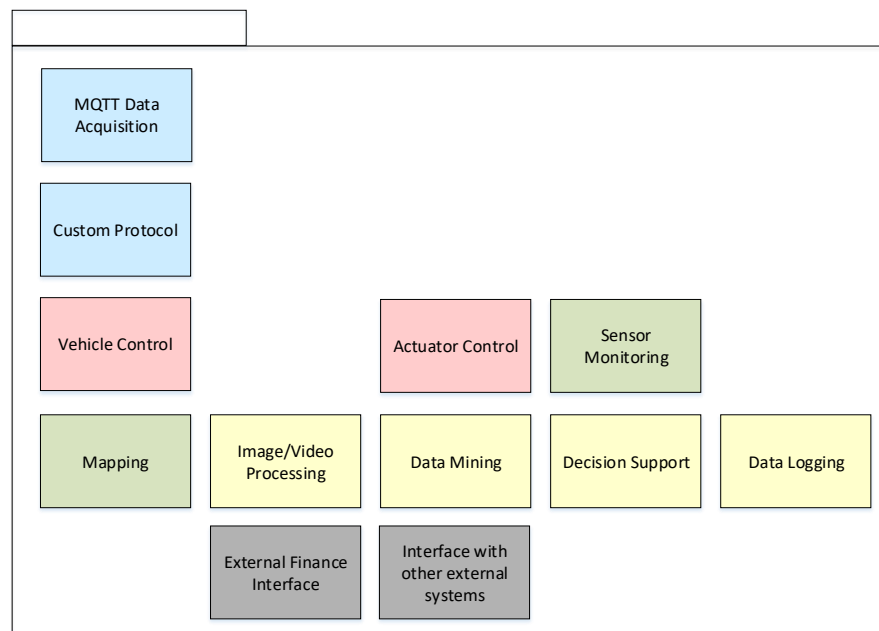 MQTT Data
Acquisition
Custom Protocol
Vehicle Control
Actuator Control
Sensor
Monitoring
Mapping
Image/Video
Processing
Data Mining
Decision Support
Data Logging
External Finance
Interface
Interface with
other external
systems